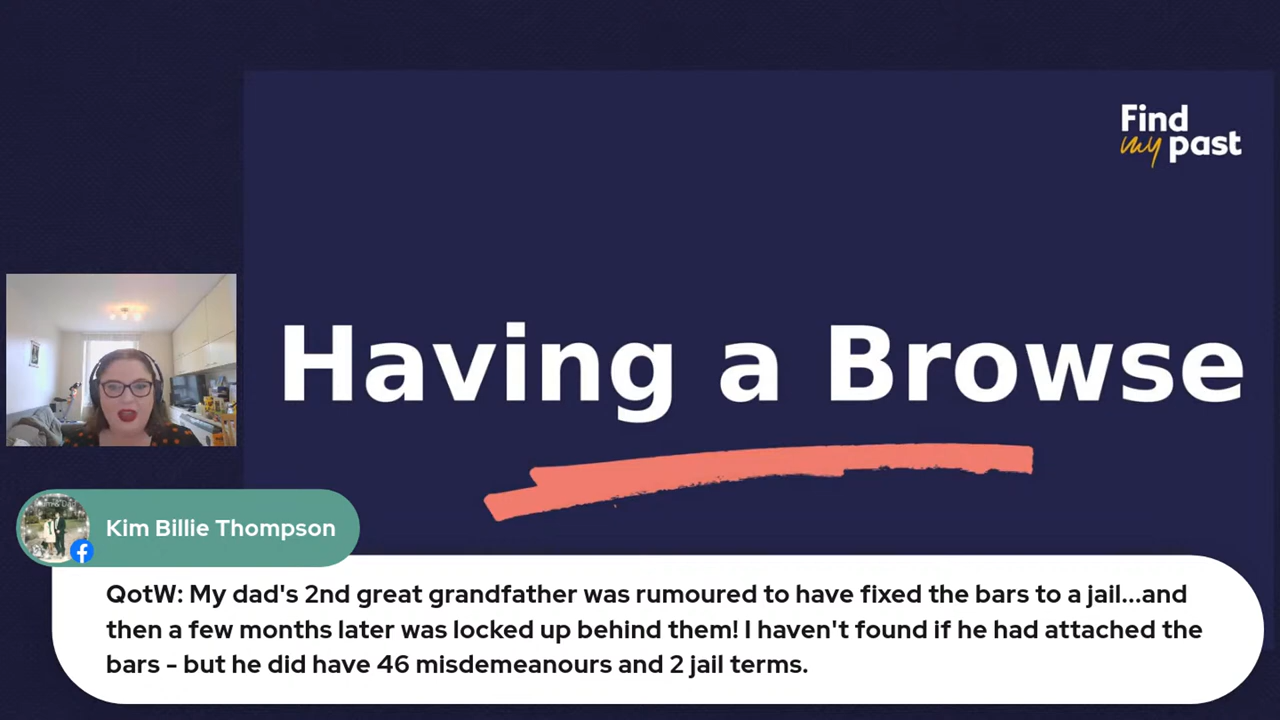 Find
my past
Having a Browse
Kim Billie Thompson
QotW: My dad's 2nd great grandfather was rumoured to have fixed the bars to a jail...and
then a few months later was locked up behind them! I haven't found if he had attached the
bars - but he did have 46 misdemeanours and 2 jail terms.